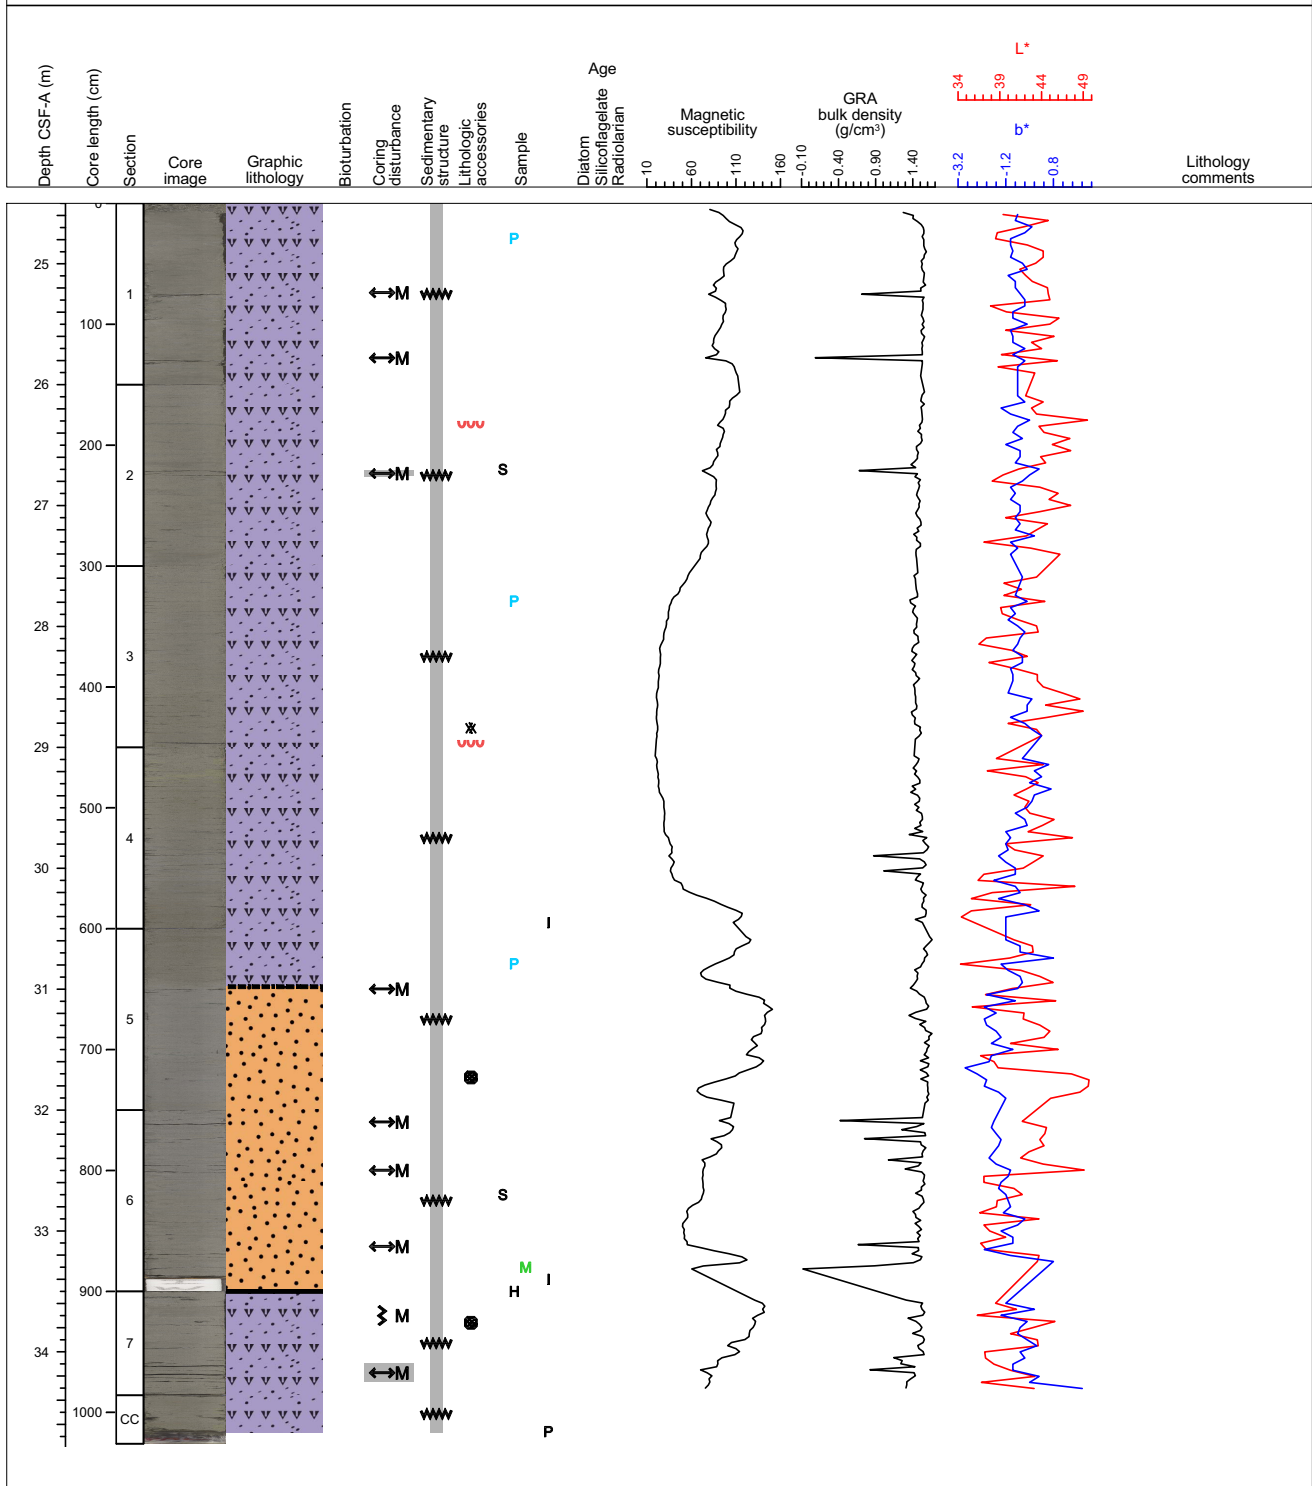 Depth CSF-A (m)
Core length (cm)
Section
Core
image
Graphic
lithology
Bioturbation
Coring
disturbance
Sedimentary
structure
Lithologic
accessories
Sample
Age
Diatom
Silicoflagelate
Radiolarian
Magnetic
susceptibility
10 60 110 160
GRA
bulk density
(g/cm³)
-0.10 0.40 0.90 1.40
L*
34 39 44 49
b*
-3.2 -1.2 0.8
Lithology
comments
0
P
25
1
M
100
M
26
200
S
2
M
27
300
P
28
3
400
29
500
4
30
I
600
P
31
M
5
700
32
M
800
M
S
6
33
M
M
I
H
900
M
7
34
M
1000
CC
P